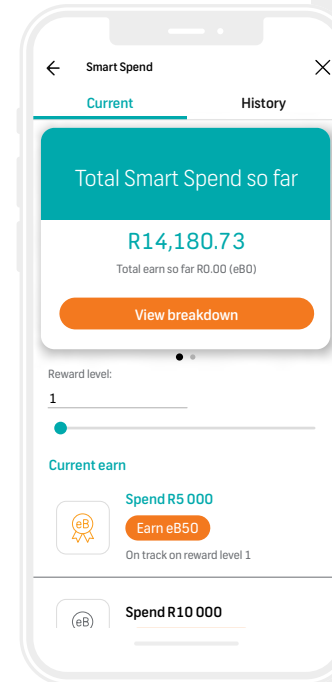 Smart Spend
Current
History
Total Smart Spend so far
R14,180.73
Total earn so far R0.00 (eB0)
View breakdown
Reward level:
1
Current earn
eB
Spend R5 000
Earn eB50
On track on reward level 1
eB
Spend R10 000